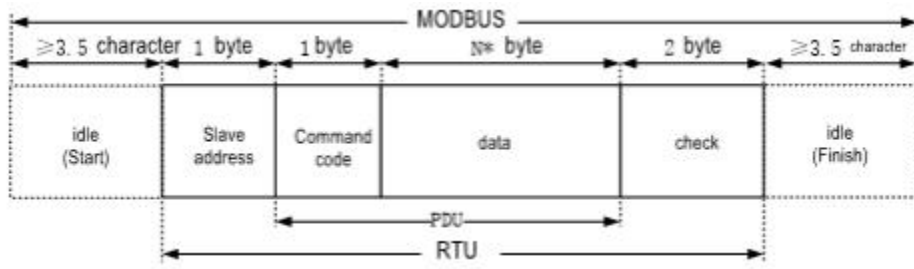 MODBUS
≥3.5 character 1 byte 1 byte N* byte 2 byte ≥3.5 character
idle
(Start)
Slave
address
Command
code
data
check
idle
(Finish)
PDU
RTU